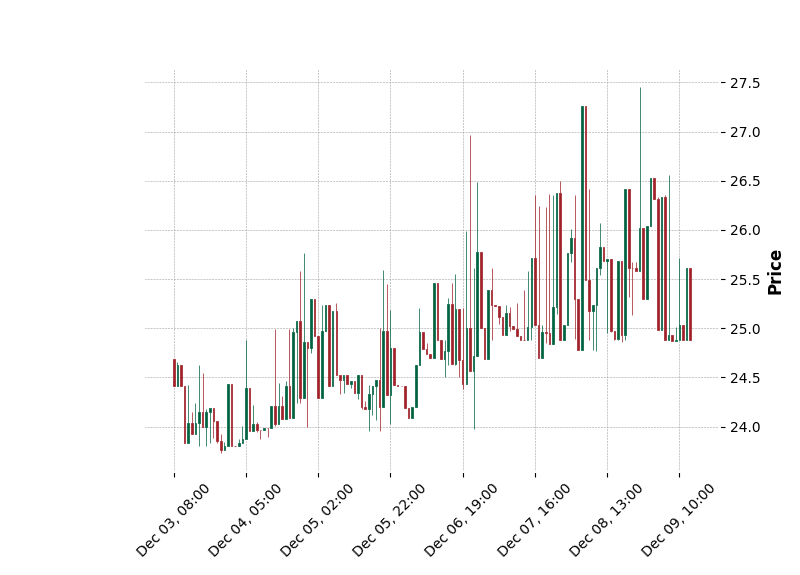 27.5
27.0
26.5
26.0
25.5
25.0
24.5
24.0
Price
Dec 03, 08:00
Dec 04, 05:00
Dec 05, 02:00
Dec 05, 22:00
Dec 06, 19:00
Dec 07, 16:00
Dec 08, 13:00
Dec 09, 10:00